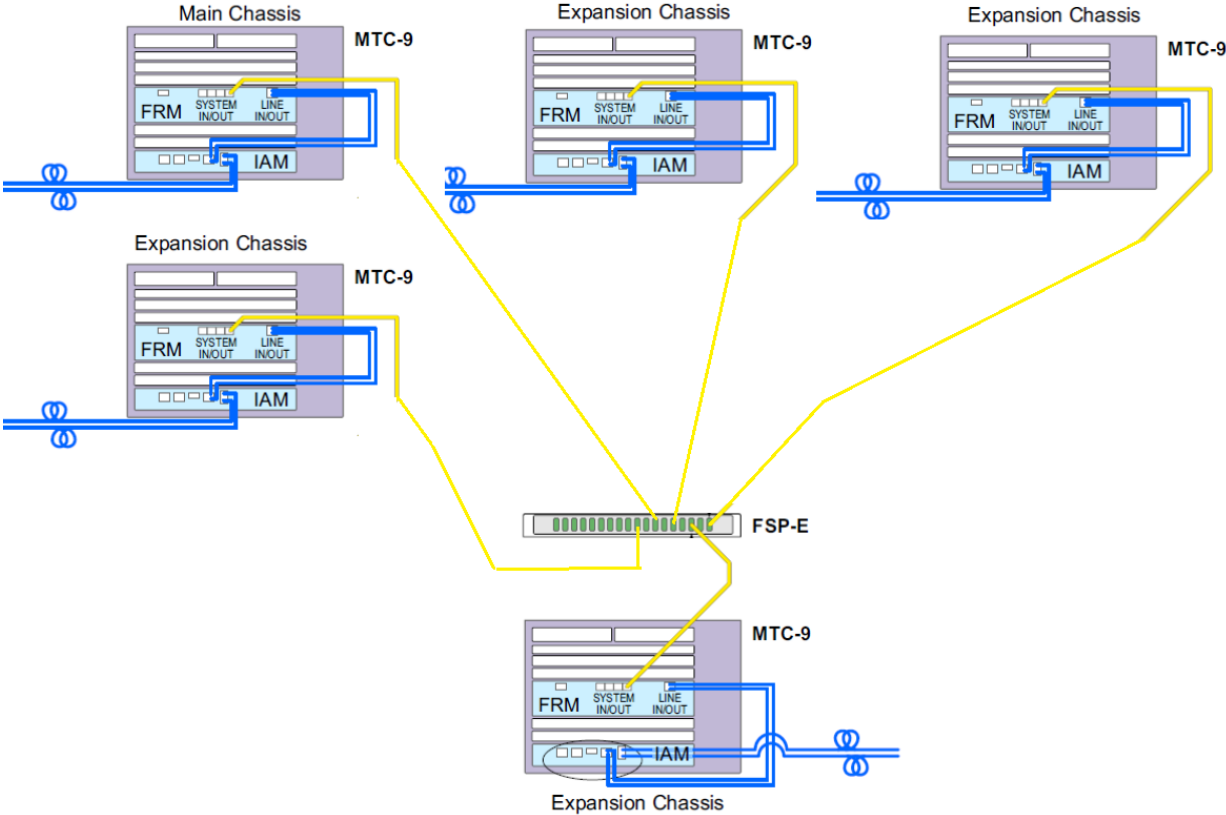 Main Chassis
MTC-9
FRM
SYSTEM
IN/OUT
LINE
IN/OUT
IAM
Expansion Chassis
MTC-9
FRM
SYSTEM
IN/OUT
LINE
IN/OUT
IAM
Expansion Chassis
MTC-9
FRM
SYSTEM
IN/OUT
LINE
IN/OUT
IAM
Expansion Chassis
MTC-9
FRM
SYSTEM
IN/OUT
LINE
IN/OUT
IAM
FSP-E
MTC-9
FRM
SYSTEM
IN/OUT
LINE
IN/OUT
IAM
Expansion Chassis